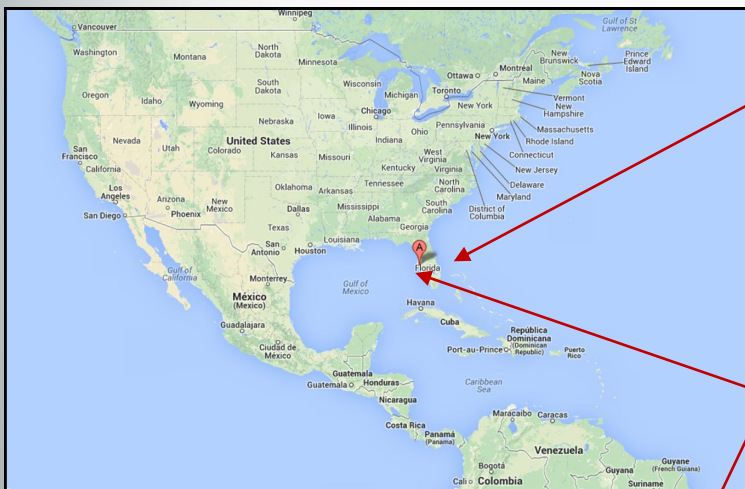 Winnipeg
Gulf of St
Lawrence
Vancouver
Washington
Montana
North
Dakota
Minnesota
Ottawa
Montréal
New
Brunswick
Prince
Edward
Island
Nova
Scotia
Maine
Oregon
Idaho
Wyoming
South
Dakota
Wisconsin
Michigan
Toronto
New York
Vermont
New
Hampshire
Massachusetts
Rhode Island
Connecticut
New Jersey
Delaware
Maryland
District of
Columbia
Nebraska
Iowa
Chicago
Illinois
Indiana
Ohio
Pennsylvania
New York
San
Francisco
California
Nevada
Utah
Colorado
United States
Kansas
Missouri
West
Virginia
Virginia
Kentucky
Los
Angeles
San Diego
Arizona
Phoenix
New
Mexico
Oklahoma
Arkansas
Tennessee
North
Carolina
South
Carolina
Dallas
Mississippi
Alabama
Georgia
Texas
San
Antonio
Houston
Louisiana
A
Florida
Gulf of
California
Monterrey
Gulf of
Mexico
México
(Mexico)
Havana
Cuba
Guadalajara
Ciudad de
México
República
Dominicana
(Dominican
Republic)
Port-au-Prince
Puerto
Rico
Guatemala
Guatemala
Honduras
Caribbean
Sea
Nicaragua
Costa Rica
Panamá
(Panama)
Maracaibo
Caracas
Venezuela
Bogotá
Cali
Colombia
Guyana
Guyane
(French Guiana)
Suriname